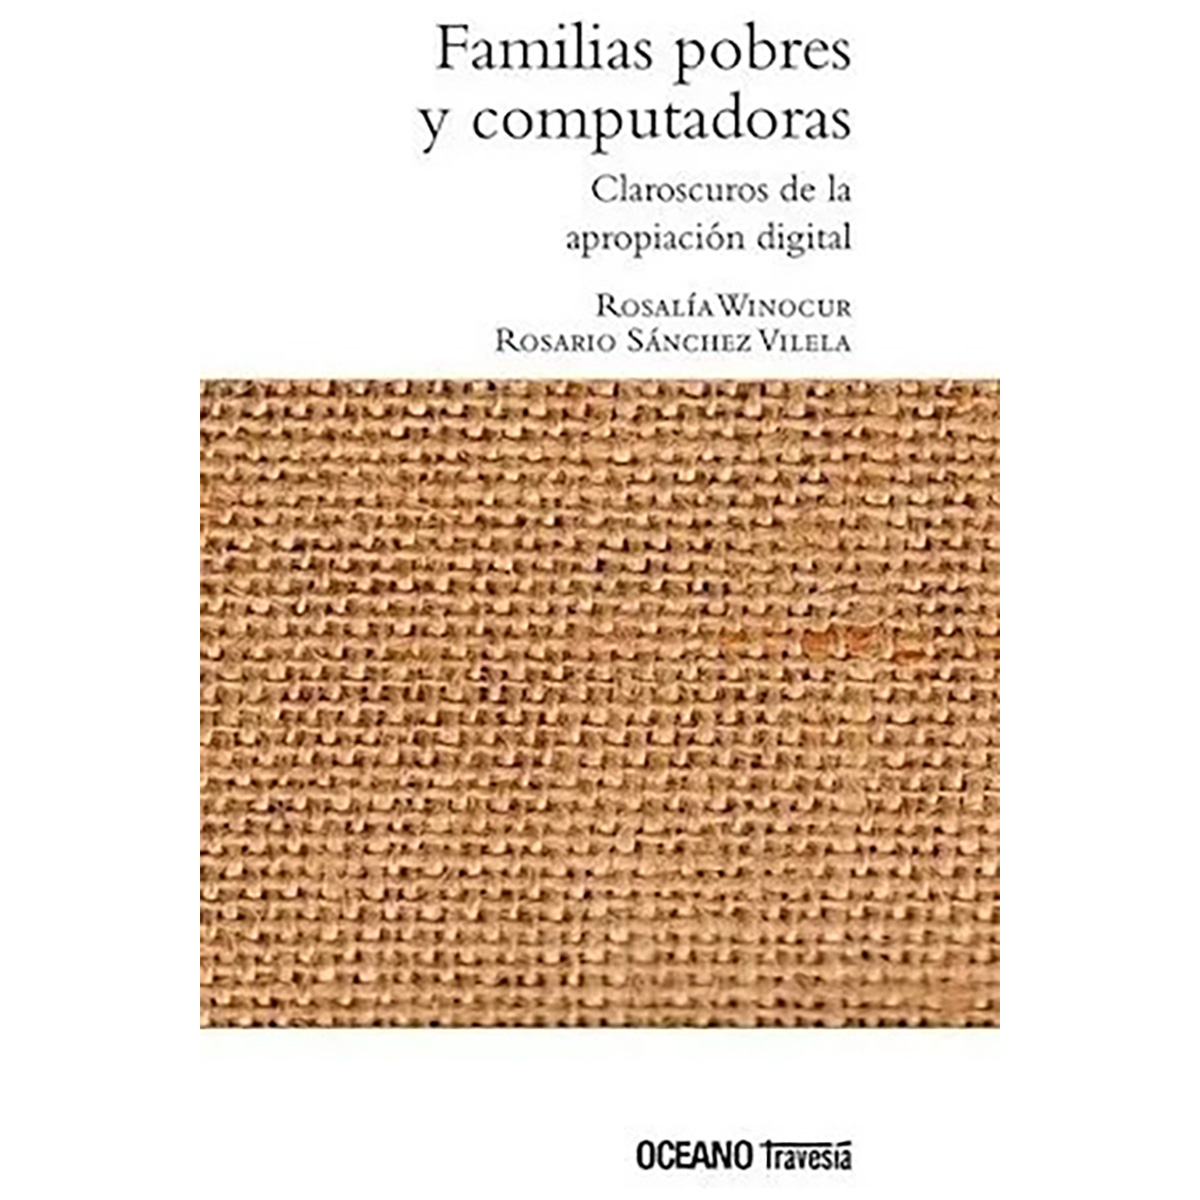 Familias pobres
y computadoras
Claroscuros de la
apropiación digital
Rosalía Winocur
Rosario Sánchez Vilela
OCEANO Travesía